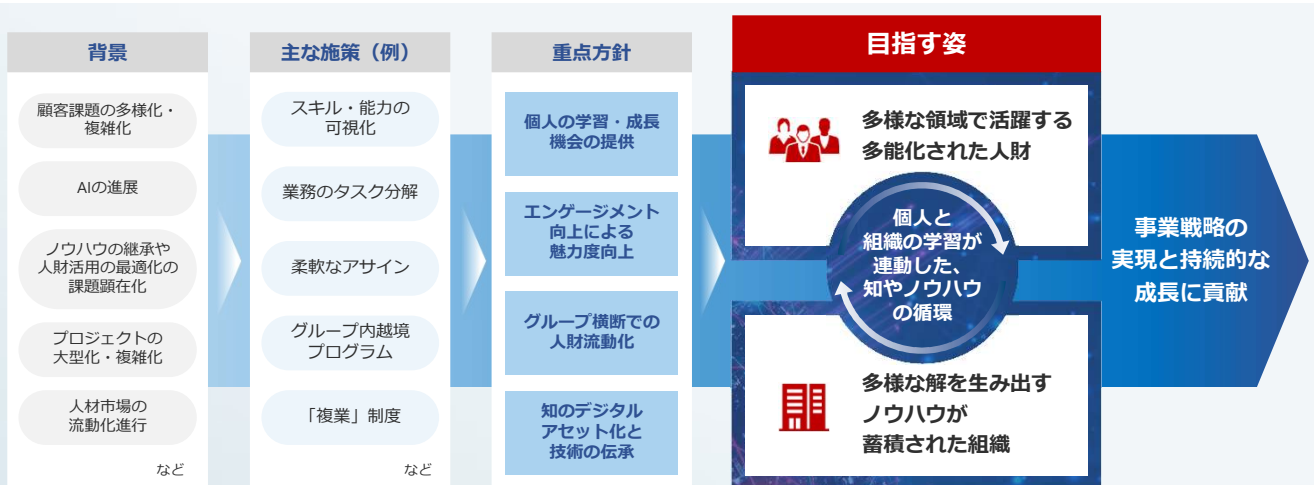 背景
顧客課題の多様化・
複雑化
AIの進展
ノウハウの継承や
人財活用の最適化の
課題顕在化
プロジェクトの
大型化・複雑化
人材市場の
流動化進行
など
主な施策（例）
スキル・能力の
可視化
業務のタスク分解
柔軟なアサイン
グループ内越境
プログラム
「複業」制度
など
重点方針
個人の学習・成長
機会の提供
エンゲージメント
向上による
魅力度向上
グループ横断での
人財流動化
知のデジタル
アセット化と
技術の伝承
目指す姿
多様な領域で活躍する
多能化された人財
個人と
組織の学習が
連動した、
知やノウハウ
の循環
多様な解を生み出す
ノウハウが
蓄積された組織
事業戦略の
実現と持続的な
成長に貢献